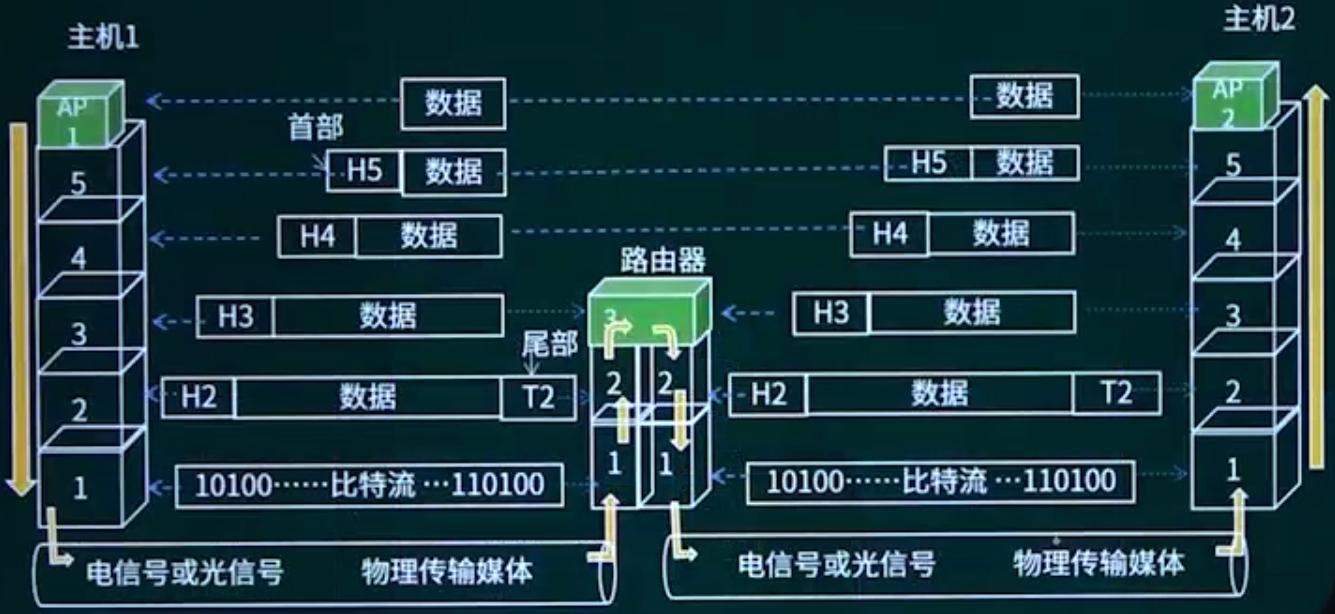 主机1
主机2
AP
1
数据
数据
AP
2
首部
5
H5 数据
H5 数据
5
4
H4 数据
H4 数据
4
路由器
3
H3 数据
3
H3 数据
3
尾部
2
H2 数据 T2
2 2
H2 数据 T2
2
1
10100……比特流…110100
1 1
10100……比特流…110100
1
电信号或光信号 物理传输媒体
电信号或光信号 物理传输媒体